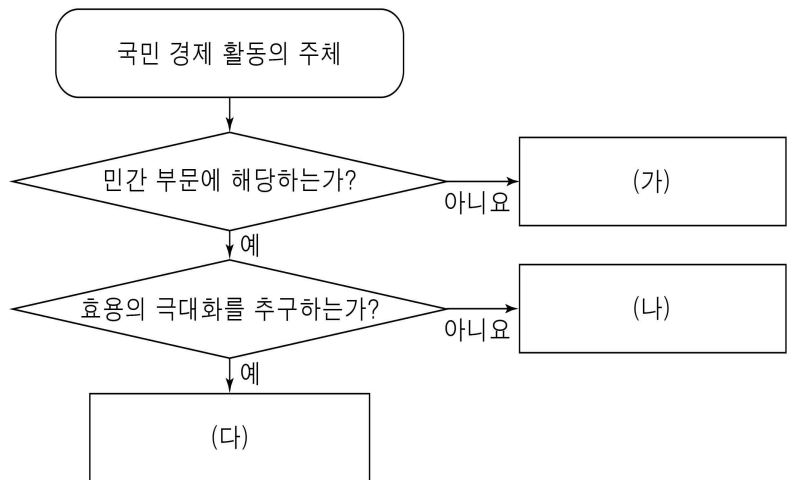 국민 경제 활동의 주체
민간 부문에 해당하는가?
아니요
(가)
예
효용의 극대화를 추구하는가?
아니요
(나)
예
(다)